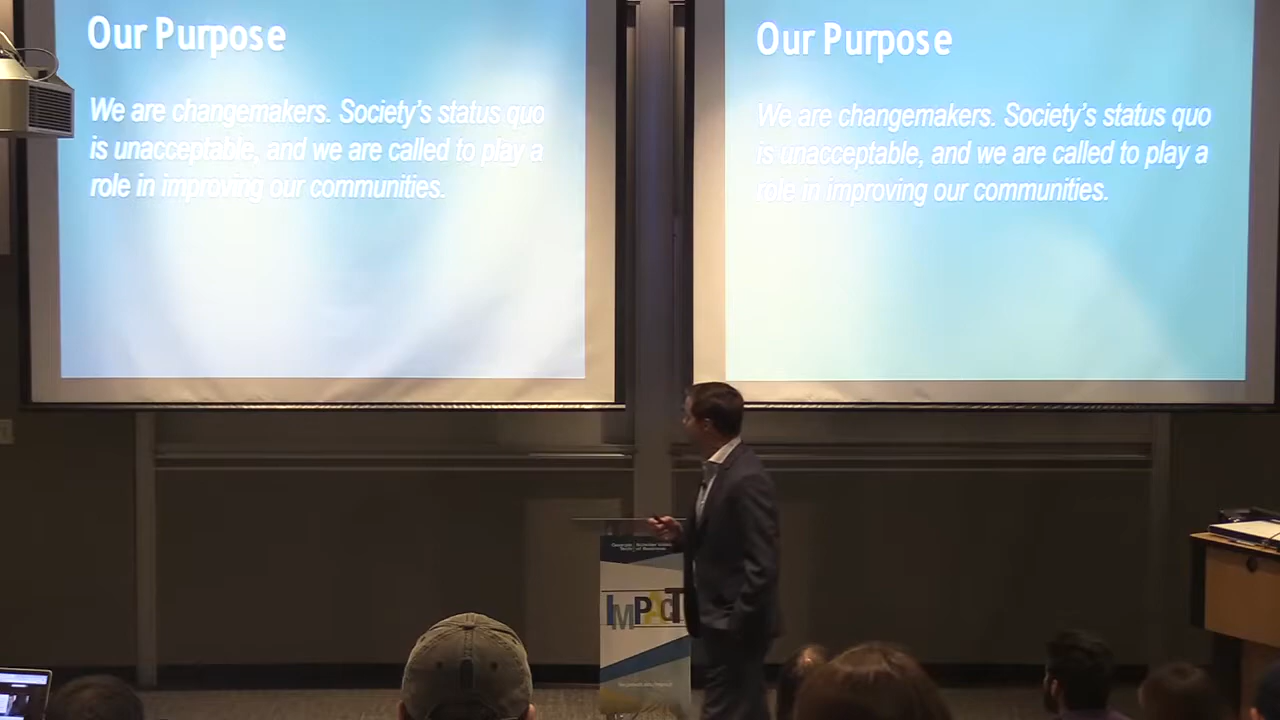 Our Purpose
We are changemakers. Society's status quo
is unacceptable, and we are called to play a
role in improving our communities.
Our Purpose
We are changemakers. Society's status quo
is unacceptable, and we are called to play a
role in improving our communities.
IMPACT